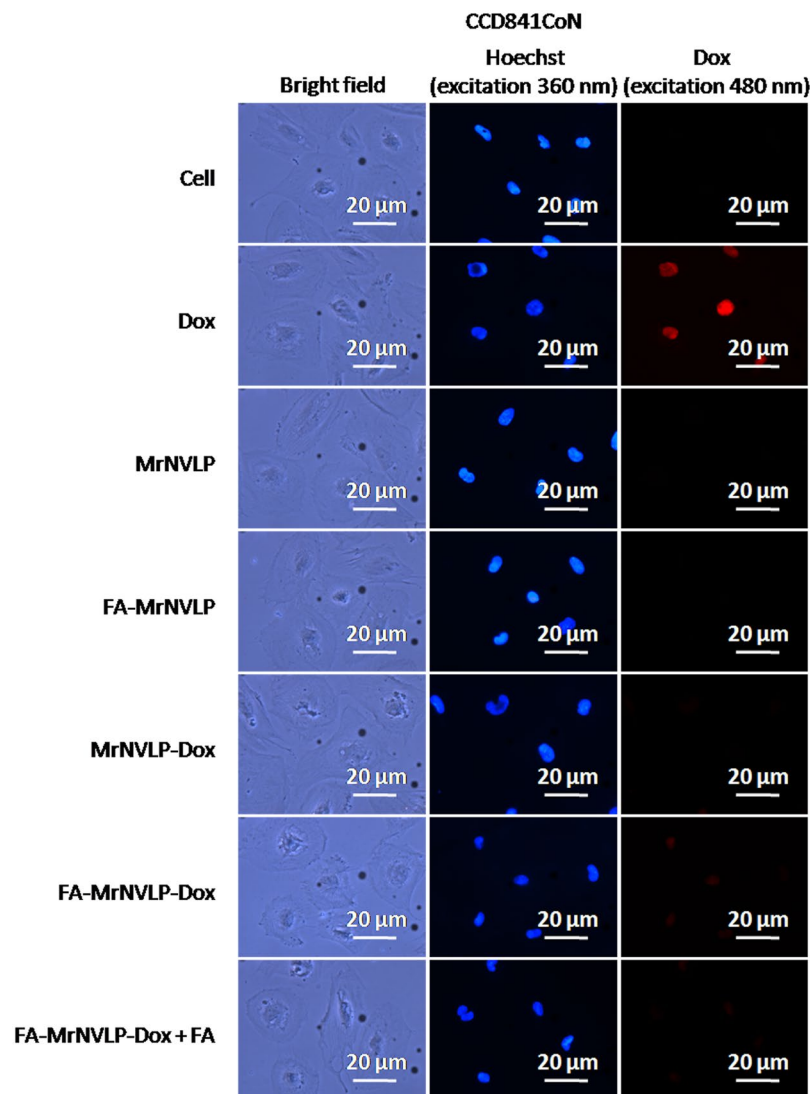 CCD841CoN
Bright field
Hoechst
(excitation 360 nm)
Dox
(excitation 480 nm)
Cell
20 µm
20 µm
20 µm
Dox
20 µm
20 µm
20 µm
MrNVLP
20 µm
20 µm
20 µm
FA-MrNVLP
20 µm
20 µm
20 µm
MrNVLP-Dox
20 µm
20 µm
20 µm
FA-MrNVLP-Dox
20 µm
20 µm
20 µm
FA-MrNVLP-Dox + FA
20 µm
20 µm
20 µm